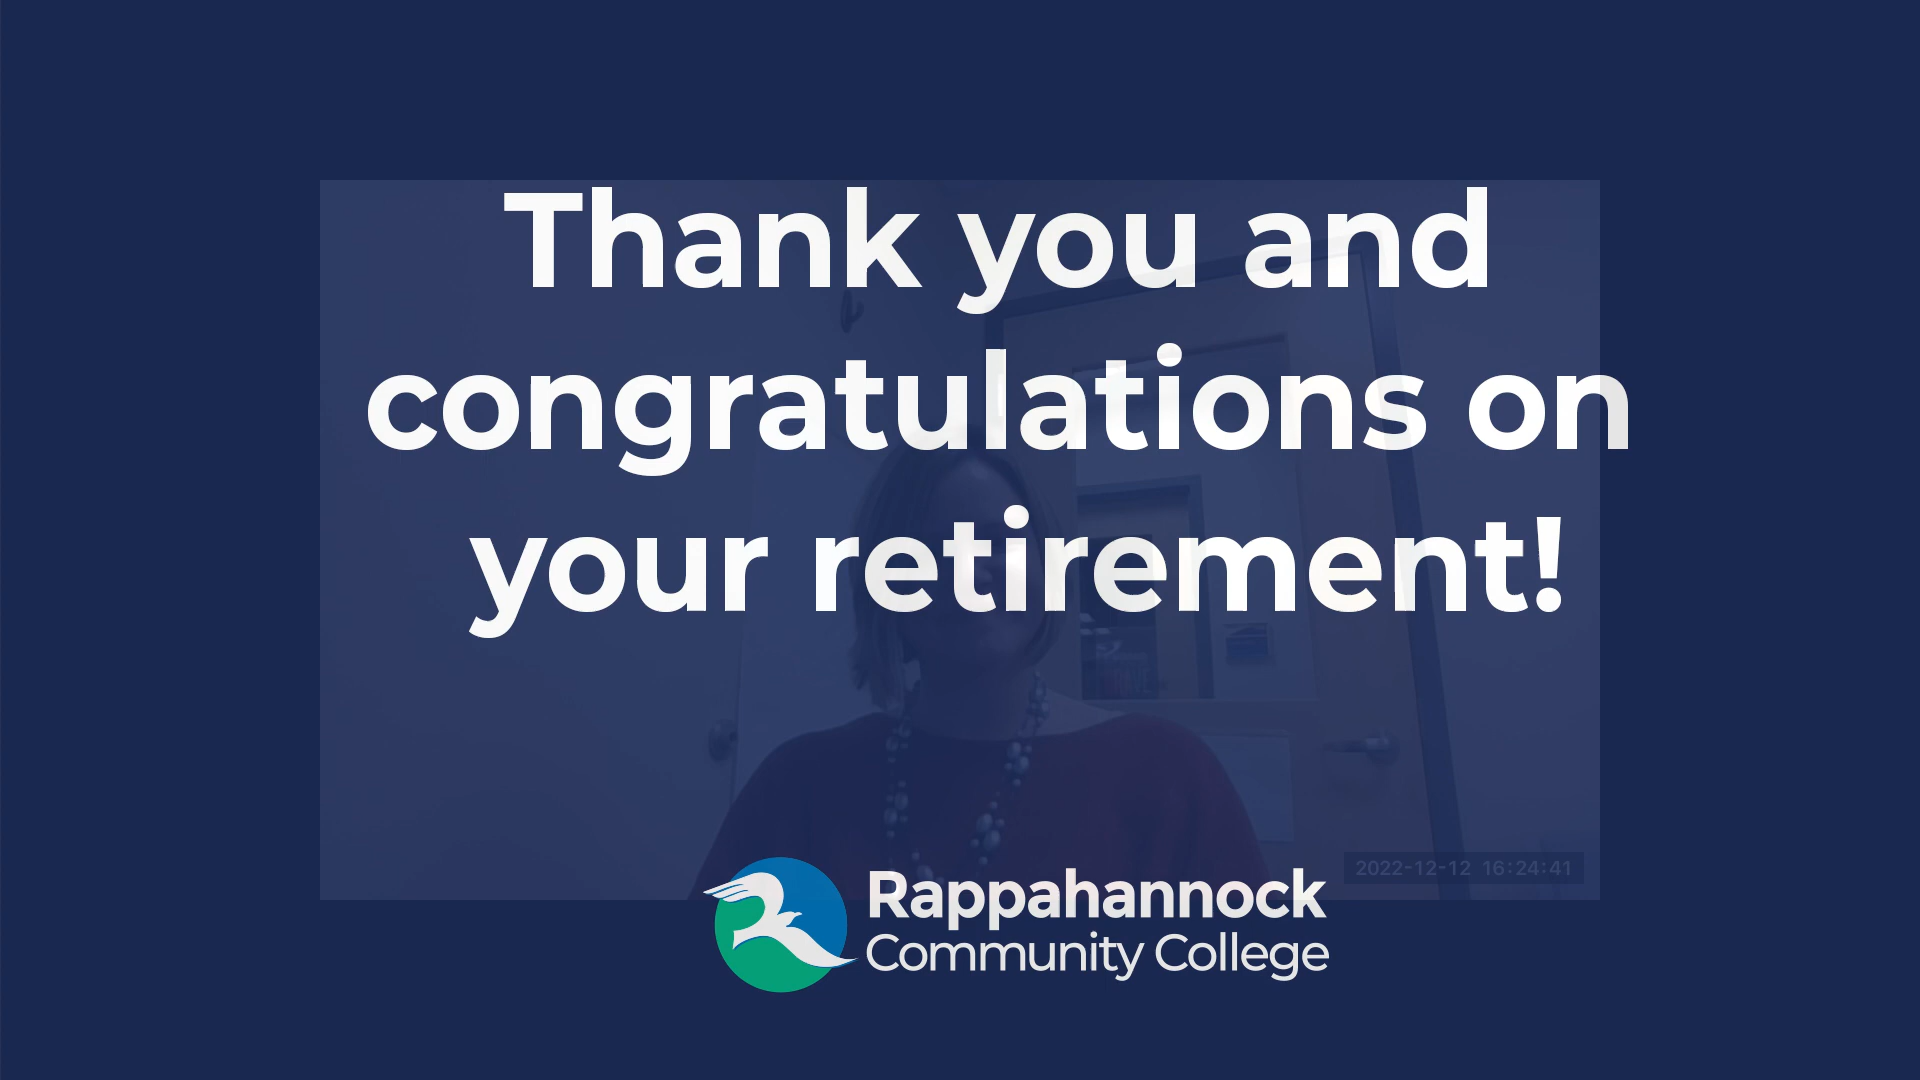 Thank you and
congratulations on
your retirement!
2022-12-12 16:24:41
Rappahannock
Community College